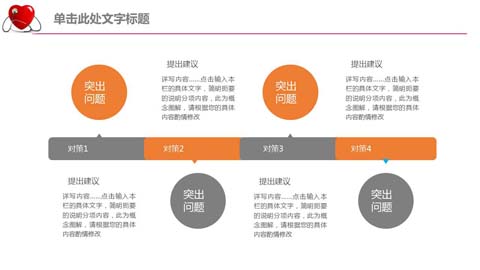 单击此处文字标题
突出
问题
提出建议
详写内容……点击输入本
栏的具体文字，简明扼要
的说明分项内容，此为概
念图解，请根据您的具体
内容酌情修改
突出
问题
提出建议
详写内容……点击输入本
栏的具体文字，简明扼要
的说明分项内容，此为概
念图解，请根据您的具体
内容酌情修改
对策1
对策2
对策3
对策4
提出建议
详写内容……点击输入本
栏的具体文字，简明扼要
的说明分项内容，此为概
念图解，请根据您的具体
内容酌情修改
突出
问题
提出建议
详写内容……点击输入本
栏的具体文字，简明扼要
的说明分项内容，此为概
念图解，请根据您的具体
内容酌情修改
突出
问题